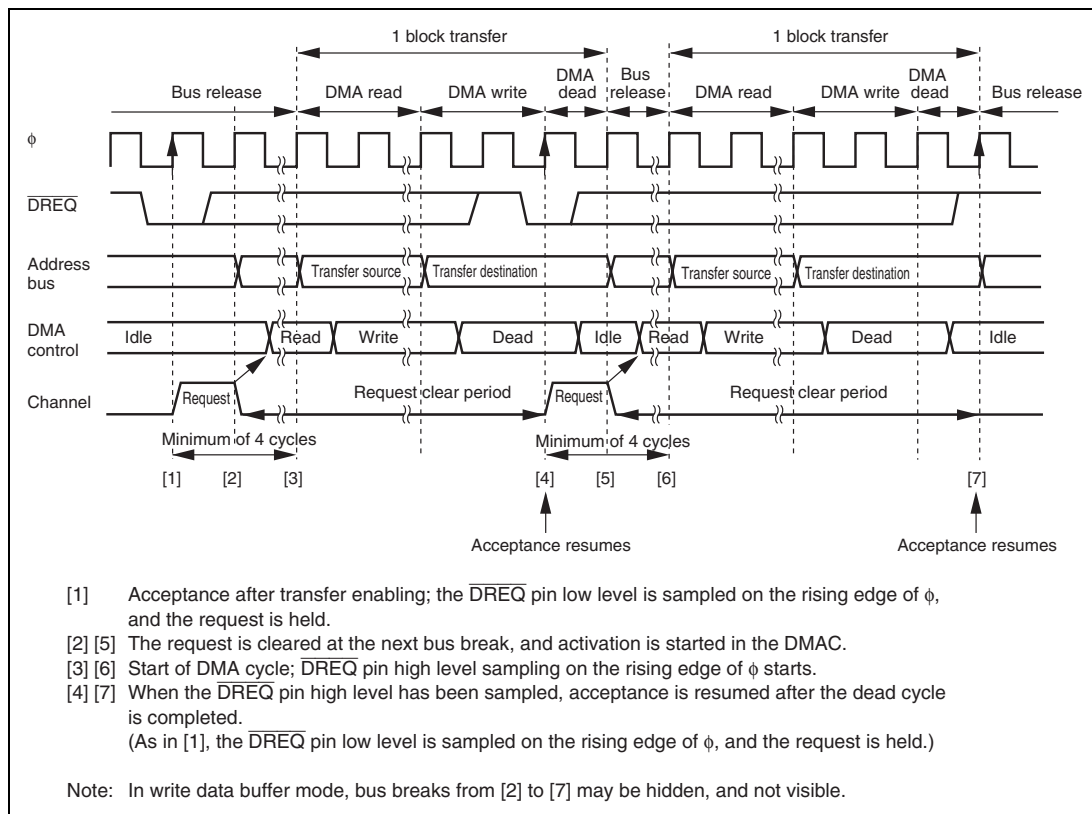 1 block transfer 1 block transfer
Bus release DMA read DMA write DMA dead Bus release DMA read DMA write DMA dead Bus release
φ
DREQ
Address bus Transfer source Transfer destination Transfer source Transfer destination
DMA control Idle Read Write Dead Idle Read Write Dead Idle
Channel Request Request clear period Request Request clear period
Minimum of 4 cycles Minimum of 4 cycles
[1] [2] [3] [4] [5] [6] [7]
Acceptance resumes Acceptance resumes
[1] Acceptance after transfer enabling; the DREQ pin low level is sampled on the rising edge of φ,
and the request is held.
[2] [5] The request is cleared at the next bus break, and activation is started in the DMAC.
[3] [6] Start of DMA cycle; DREQ pin high level sampling on the rising edge of φ starts.
[4] [7] When the DREQ pin high level has been sampled, acceptance is resumed after the dead cycle
is completed.
(As in [1], the DREQ pin low level is sampled on the rising edge of φ, and the request is held.)
Note: In write data buffer mode, bus breaks from [2] to [7] may be hidden, and not visible.